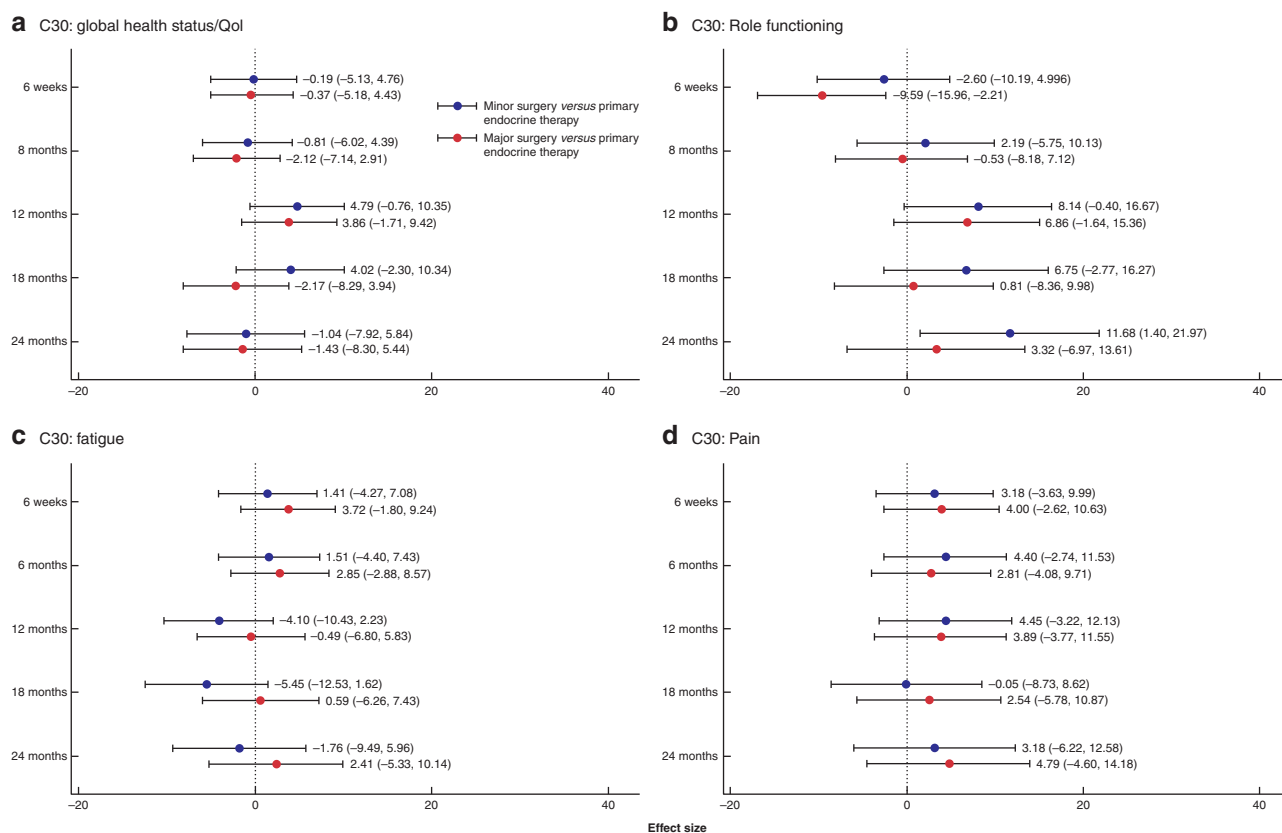 a C30: global health status/Qol
6 weeks
–0.19 (–5.13, 4.76)
–0.37 (–5.18, 4.43)
Minor surgery versus primary
endocrine therapy
Major surgery versus primary
endocrine therapy
8 months
–0.81 (–6.02, 4.39)
–2.12 (–7.14, 2.91)
12 months
4.79 (–0.76, 10.35)
3.86 (–1.71, 9.42)
18 months
4.02 (–2.30, 10.34)
–2.17 (–8.29, 3.94)
24 months
–1.04 (–7.92, 5.84)
–1.43 (–8.30, 5.44)
–20 0 20 40
b C30: Role functioning
6 weeks
–2.60 (–10.19, 4.996)
–9.59 (–15.96, –2.21)
8 months
2.19 (–5.75, 10.13)
–0.53 (–8.18, 7.12)
12 months
8.14 (–0.40, 16.67)
6.86 (–1.64, 15.36)
18 months
6.75 (–2.77, 16.27)
0.81 (–8.36, 9.98)
24 months
11.68 (1.40, 21.97)
3.32 (–6.97, 13.61)
–20 0 20 40
c C30: fatigue
6 weeks
1.41 (–4.27, 7.08)
3.72 (–1.80, 9.24)
6 months
1.51 (–4.40, 7.43)
2.85 (–2.88, 8.57)
12 months
–4.10 (–10.43, 2.23)
–0.49 (–6.80, 5.83)
18 months
–5.45 (–12.53, 1.62)
0.59 (–6.26, 7.43)
24 months
–1.76 (–9.49, 5.96)
2.41 (–5.33, 10.14)
–20 0 20 40
d C30: Pain
6 weeks
3.18 (–3.63, 9.99)
4.00 (–2.62, 10.63)
6 months
4.40 (–2.74, 11.53)
2.81 (–4.08, 9.71)
12 months
4.45 (–3.22, 12.13)
3.89 (–3.77, 11.55)
18 months
–0.05 (–8.73, 8.62)
2.54 (–5.78, 10.87)
24 months
3.18 (–6.22, 12.58)
4.79 (–4.60, 14.18)
–20 0 20 40
Effect size